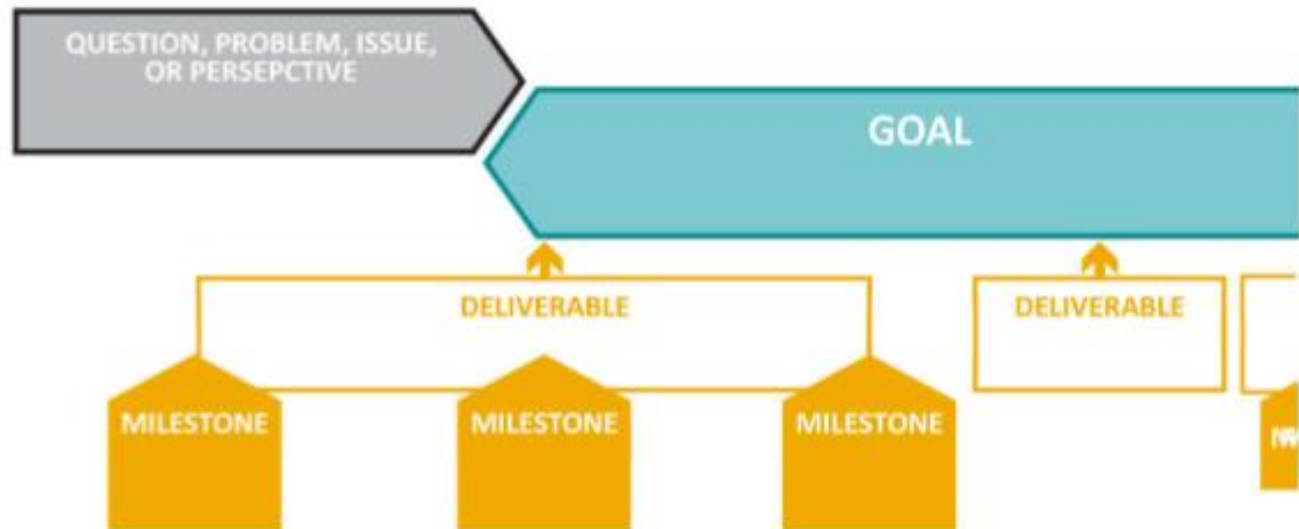 QUESTION, PROBLEM, ISSUE,
OR PERSEPCTIVE
GOAL
DELIVERABLE
DELIVERABLE
MILESTONE
MILESTONE
MILESTONE